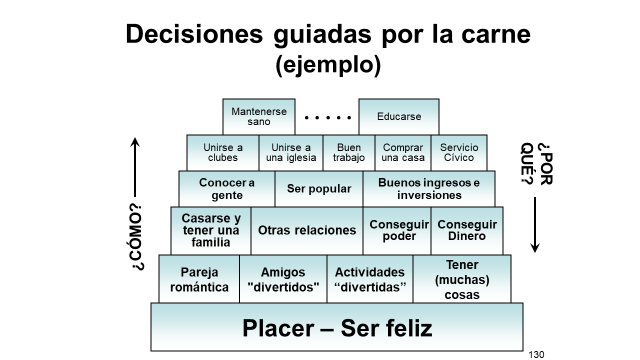 Decisiones guiadas por la carne
(ejemplo)
Mantenerse
sano
• • • • •
Educarse
Unirse a
clubes
Unirse a
una iglesia
Buen
trabajo
Comprar
una casa
Servicio
Cívico
Conocer a
gente
Ser popular
Buenos ingresos e
inversiones
Casarse y
tener una
familia
Otras relaciones
Conseguir
poder
Conseguir
Dinero
Pareja
romántica
Amigos
"divertidos"
Actividades
“divertidas”
Tener
(muchas)
cosas
Placer – Ser feliz
¿CÓMO?
¿POR
QUÉ?
130